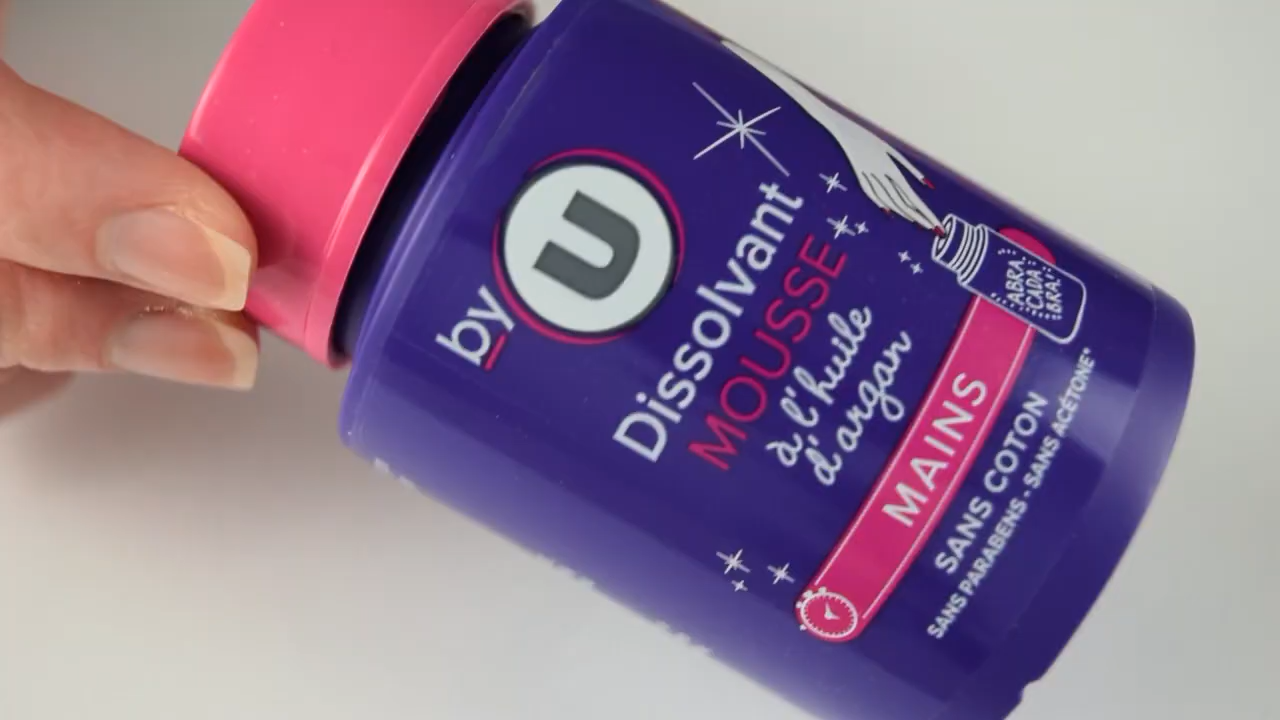 by U
Dissolvant
MOUSSE
à l'huile
d'argan
ABRA
CADA
BRA!
MAINS
SANS COTON
SANS PARABENS - SANS ACÉTONE*